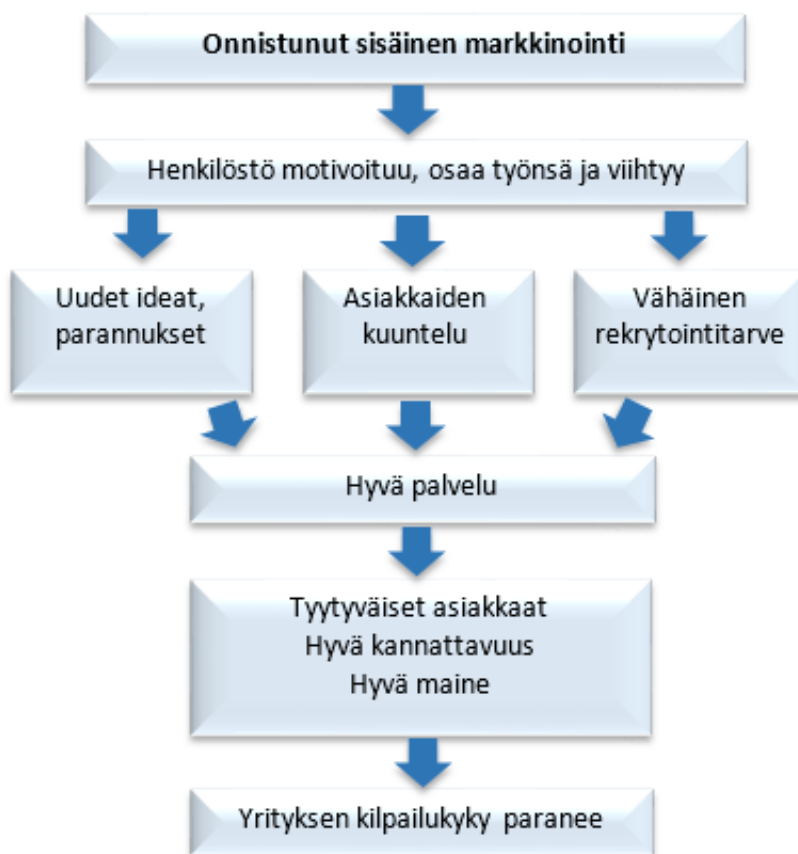 Onnistunut sisäinen markkinointi
Henkilöstö motivoituu, osaa työnsä ja viihtyy
Uudet ideat,
parannukset
Asiakkaiden
kuuntelu
Vähäinen
rekrytointitarve
Hyvä palvelu
Tyytyväiset asiakkaat
Hyvä kannattavuus
Hyvä maine
Yrityksen kilpailukyky paranee